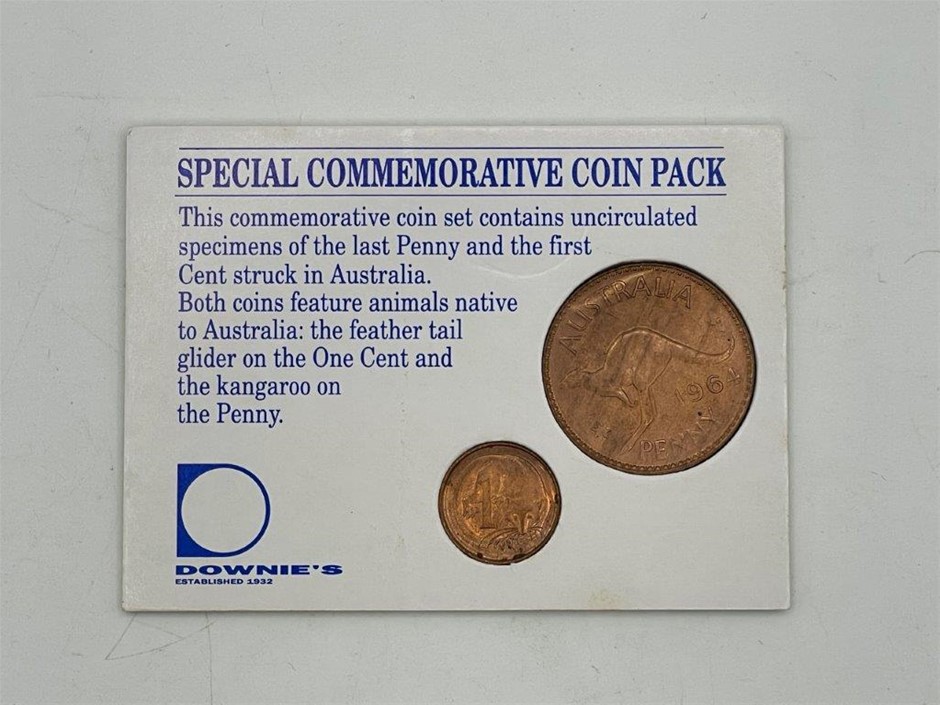 SPECIAL COMMEMORATIVE COIN PACK
This commemorative coin set contains uncirculated
specimens of the last Penny and the first
Cent struck in Australia.
Both coins feature animals native
to Australia: the feather tail
glider on the One Cent and
the kangaroo on
the Penny.
AUSTRALIA
1964
PENNY
1
DOWNIE'S
ESTABLISHED 1932